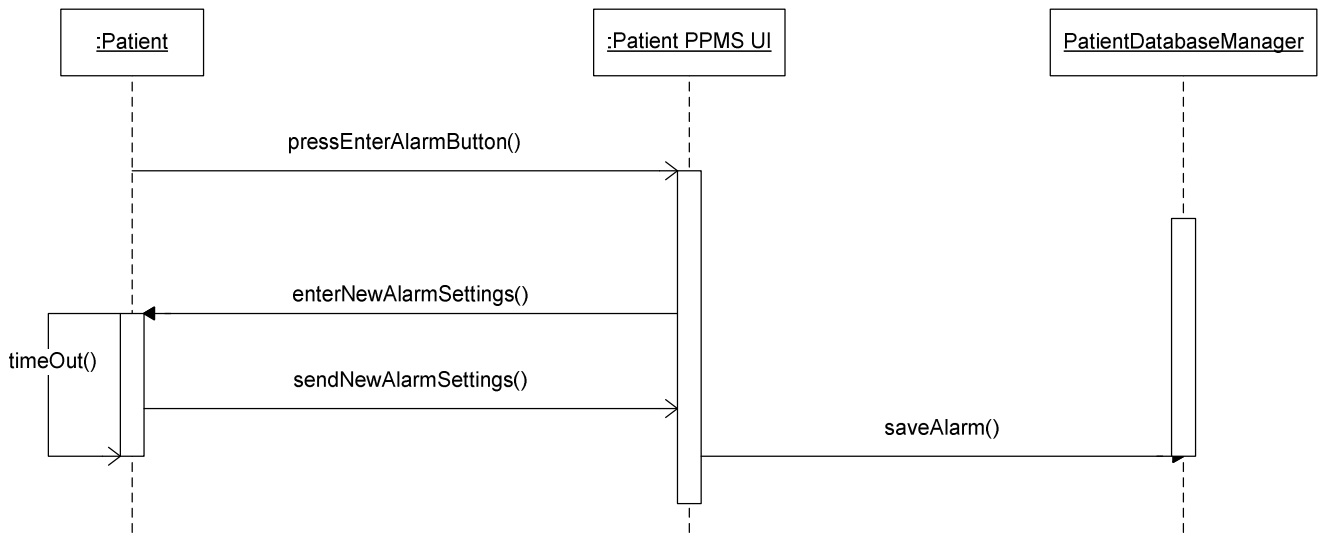 :Patient
:Patient PPMS UI
PatientDatabaseManager
pressEnterAlarmButton()
enterNewAlarmSettings()
timeOut()
sendNewAlarmSettings()
saveAlarm()